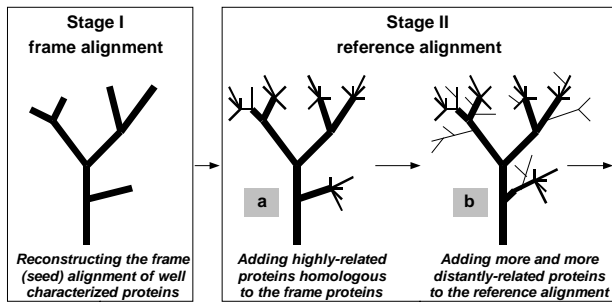 Stage I
frame alignment
Reconstructing the frame
(seed) alignment of well
characterized proteins
Stage II
reference alignment
a
b
Adding highly-related
proteins homologous
to the frame proteins
Adding more and more
distantly-related proteins
to the reference alignment